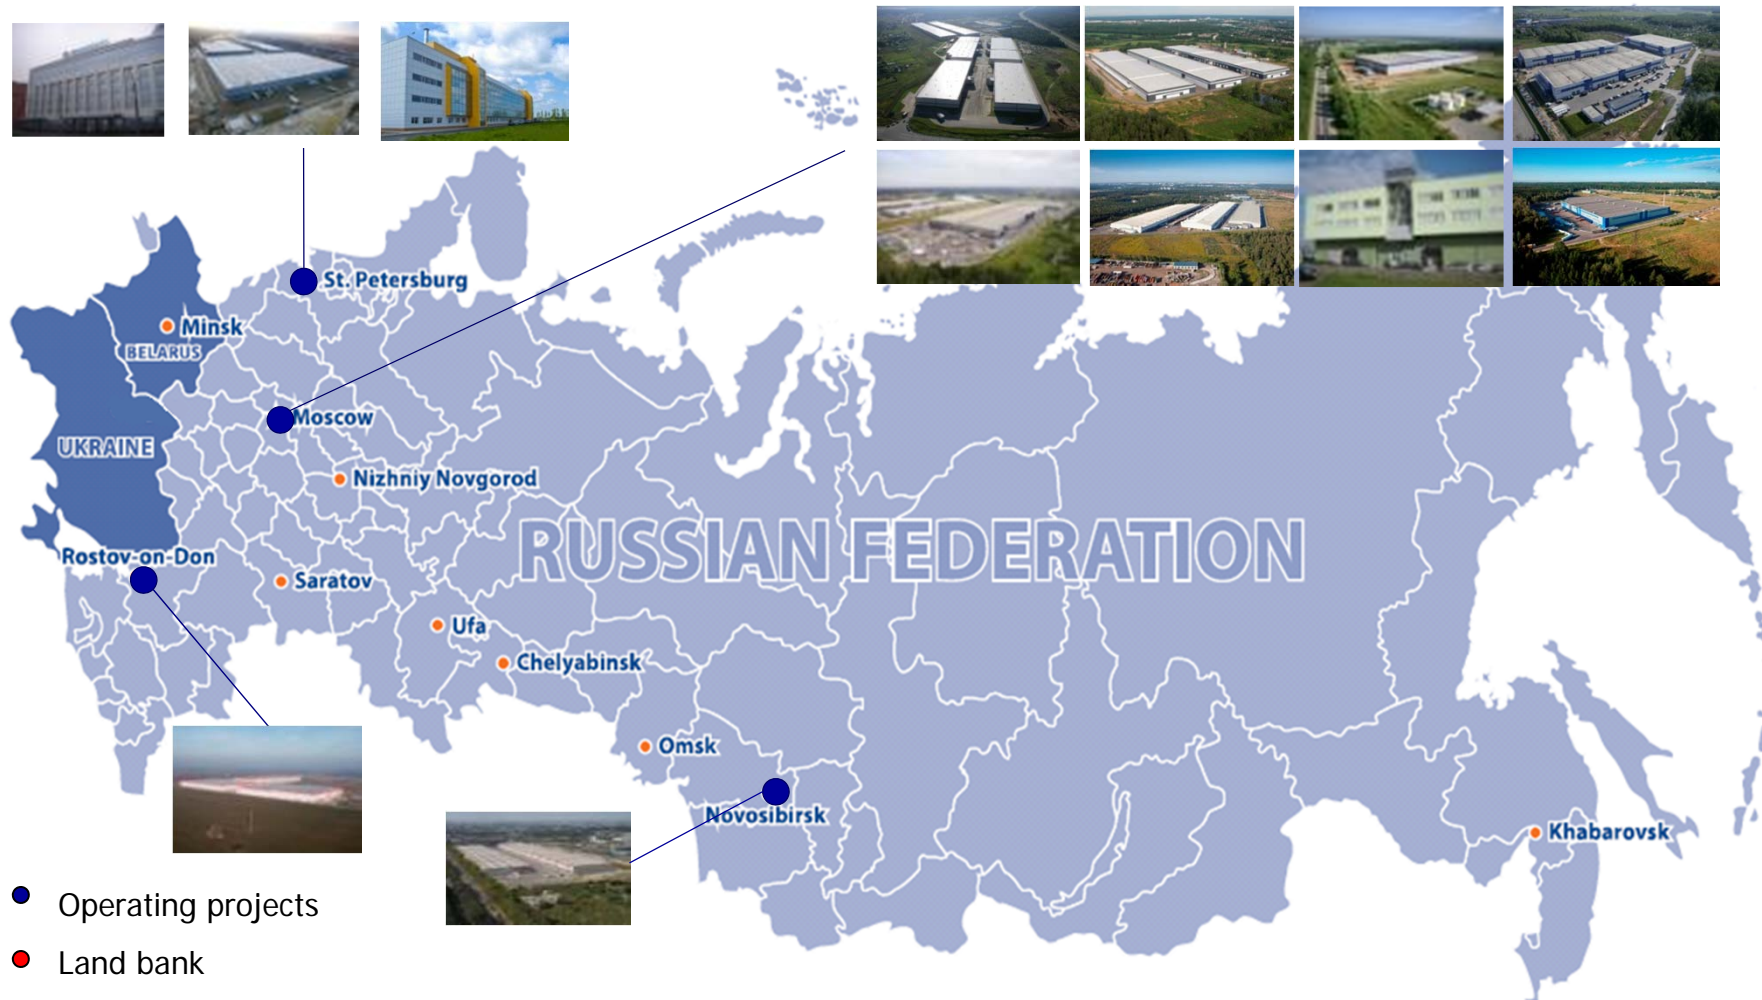 St. Petersburg
Minsk
BELARUS
Moscow
UKRAINE
Nizhniy Novgorod
RUSSIAN FEDERATION
Rostov-on-Don
Saratov
Ufa
Chelyabinsk
Omsk
Novosibirsk
Khabarovsk
Operating projects
Land bank